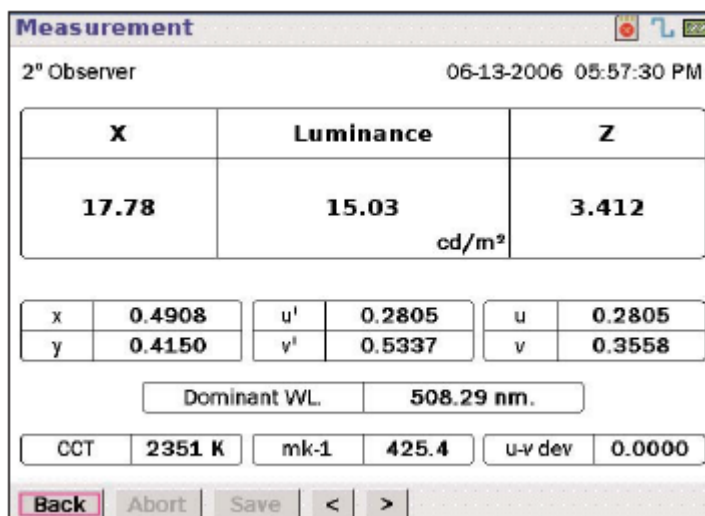 Measurement
2° Observer 06-13-2006 05:57:30 PM
X Luminance Z
17.78 15.03 3.412
cd/m²
x 0.4908 u' 0.2805 u 0.2805
y 0.4150 v' 0.5337 v 0.3558
Dominant WL. 508.29 nm.
CCT 2351 K mk-1 425.4 u-v dev 0.0000
Back Abort Save < >